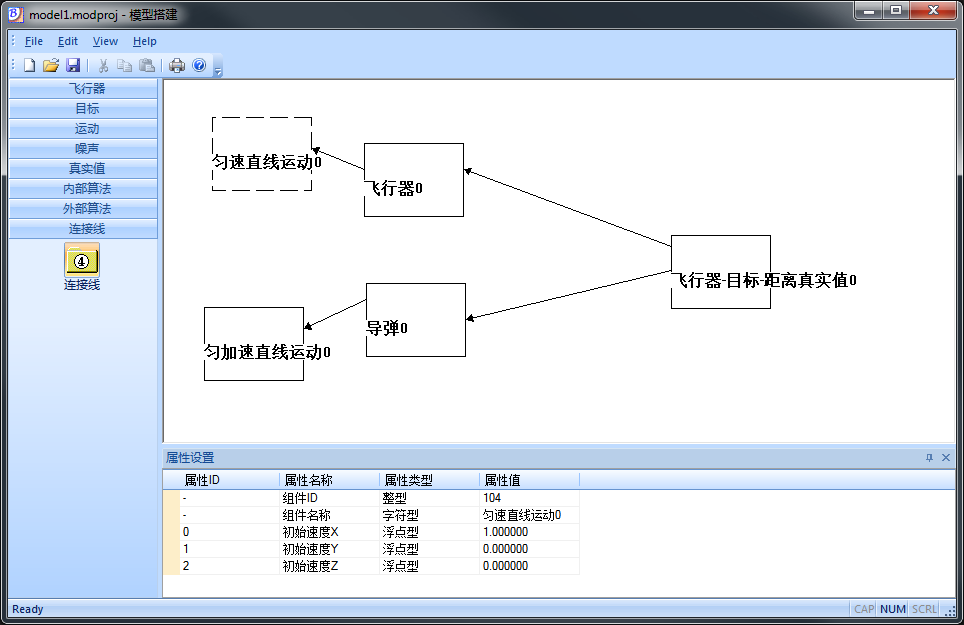 model1.modproj - 模型搭建
File Edit View Help
飞行器
目标
运动
噪声
真实值
内部算法
外部算法
连接线
④
连接线
匀速直线运动0
飞行器0
飞行器-目标-距离真实值0
导弹0
匀加速直线运动0
属性设置
属性ID 属性名称 属性类型 属性值
- 组件ID 整型 104
- 组件名称 字符型 匀速直线运动0
0 初始速度X 浮点型 1.000000
1 初始速度Y 浮点型 0.000000
2 初始速度Z 浮点型 0.000000
Ready CAP NUM SCRL